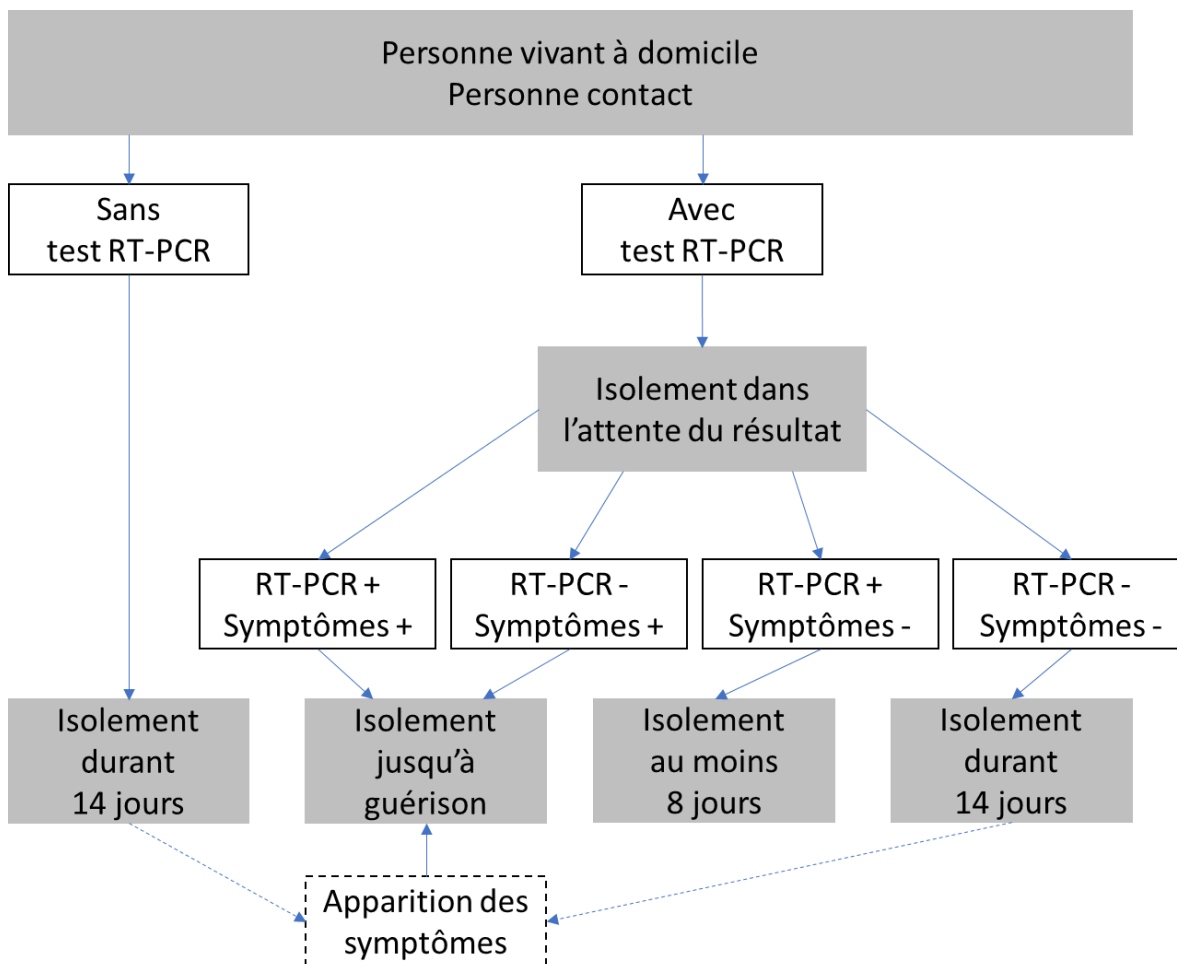 Personne vivant à domicile
Personne contact
Sans
test RT-PCR
Avec
test RT-PCR
Isolement dans
l'attente du résultat
RT-PCR +
Symptômes +
RT-PCR -
Symptômes +
RT-PCR +
Symptômes -
RT-PCR -
Symptômes -
Isolement
durant
14 jours
Isolement
jusqu'à
guérison
Isolement
au moins
8 jours
Isolement
durant
14 jours
Apparition des
symptômes